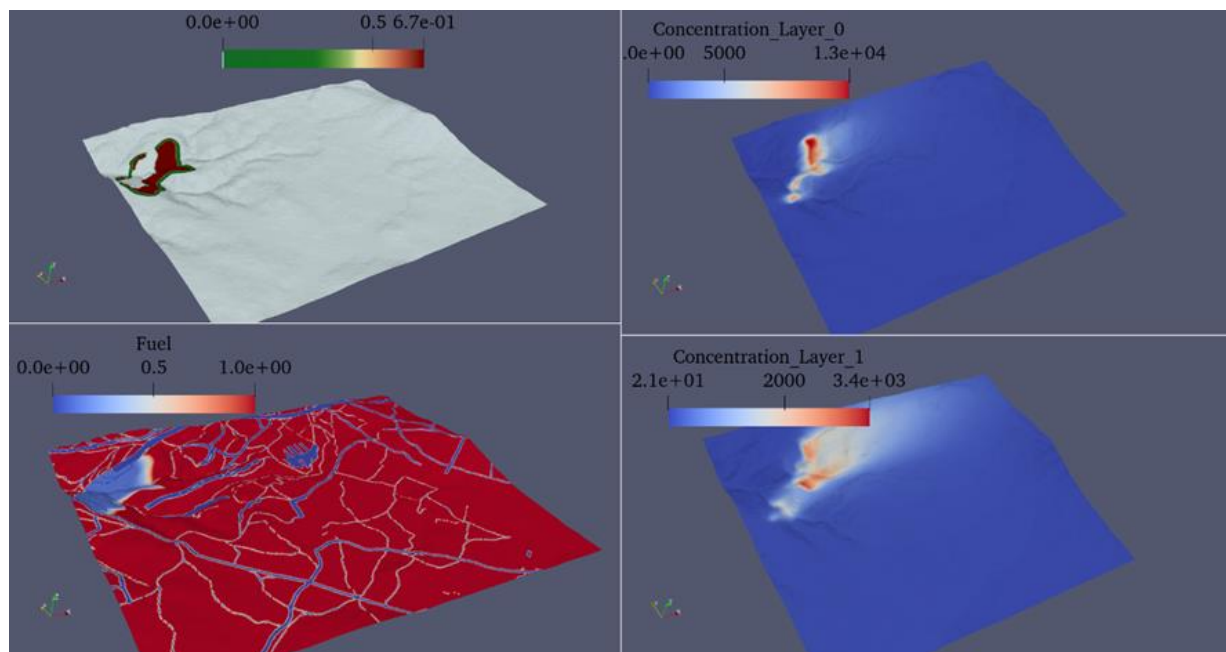 0.0e+00 0.5 6.7e-01
Concentration_Layer_0
.0e+00 5000 1.3e+04
Fuel
0.0e+00 0.5 1.0e+00
Concentration_Layer_1
2.1e+01 2000 3.4e+03